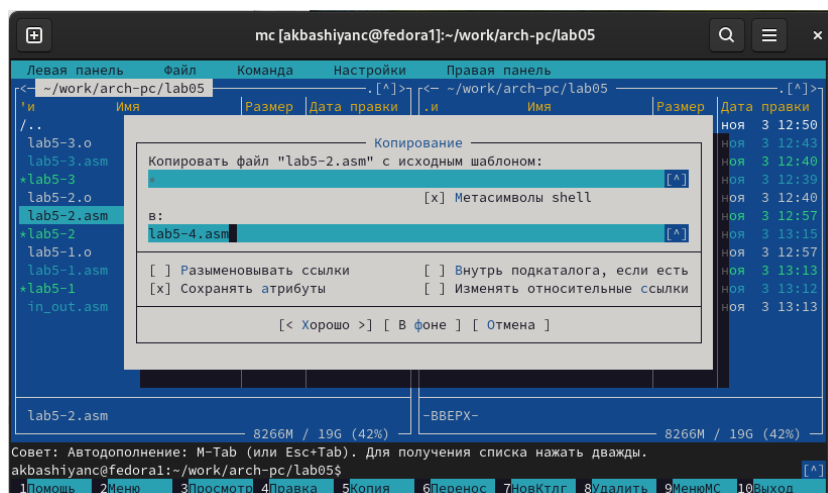 mc [akbashiyanc@fedora1]:~/work/arch-pc/lab05
Левая панель Файл Команда Настройки Правая панель
<— ~/work/arch-pc/lab05 .[^]> <— ~/work/arch-pc/lab05 .[^]>
'и Имя Размер Дата правки .и Имя Размер Дата правки
/.. ноя 3 12:50
lab5-3.o ноя 3 12:43
lab5-3.asm ноя 3 12:40
*lab5-3 ноя 3 12:39
lab5-2.o ноя 3 12:40
lab5-2.asm ноя 3 12:57
*lab5-2 ноя 3 13:15
lab5-1.o ноя 3 12:57
lab5-1.asm ноя 3 13:13
*lab5-1 ноя 3 13:12
in_out.asm ноя 3 13:13
Копирование
Копировать файл "lab5-2.asm" с исходным шаблоном:
* [^]
[x] Метасимволы shell
в:
lab5-4.asm [^]
[ ] Разыменовывать ссылки [ ] Внутрь подкаталога, если есть
[x] Сохранять атрибуты [ ] Изменять относительные ссылки
[< Хорошо >] [ В фоне ] [ Отмена ]
lab5-2.asm -ВВЕРХ-
8266M / 19G (42%) 8266M / 19G (42%)
Совет: Автодополнение: M-Tab (или Esc+Tab). Для получения списка нажать дважды.
akbashiyanc@fedora1:~/work/arch-pc/lab05$ [^]
1Помощь 2Меню 3Просмотр 4Правка 5Копия 6Перенос 7НовКтлг 8Удалить 9МенюMC 10Выход